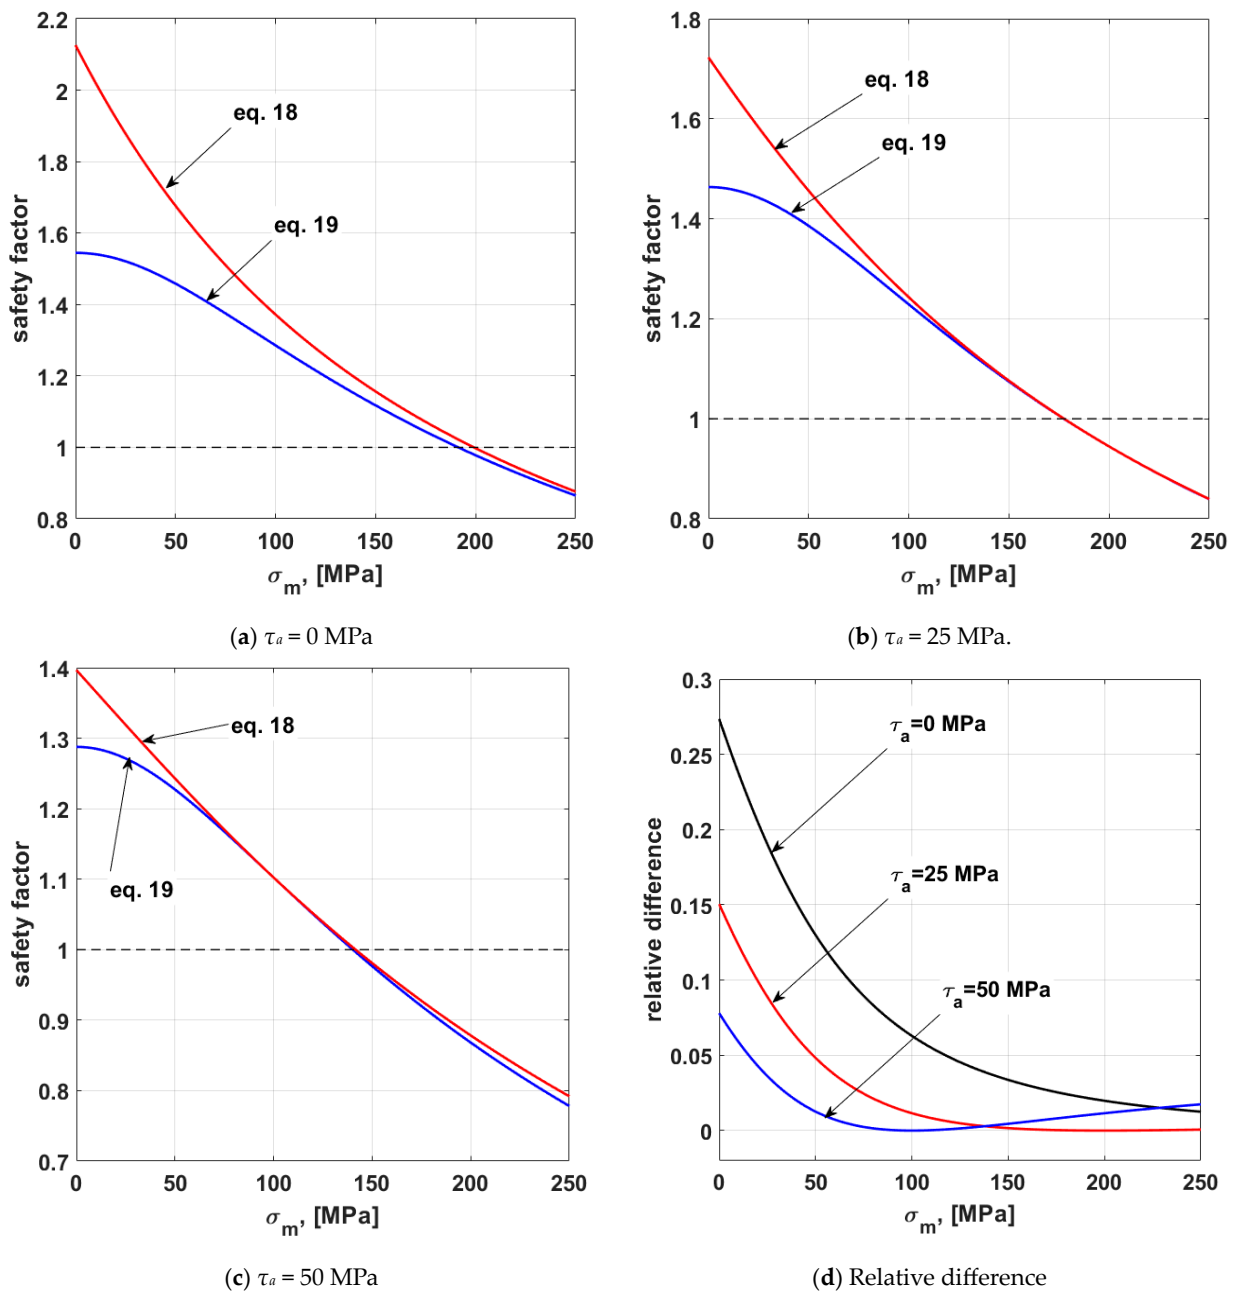 2.2
2
1.8
1.6
1.4
1.2
1
0.8
safety factor
eq. 18
eq. 19
0 50 100 150 200 250
σm, [MPa]
(a) τa = 0 MPa
1.8
1.6
1.4
1.2
1
0.8
safety factor
eq. 18
eq. 19
0 50 100 150 200 250
σm, [MPa]
(b) τa = 25 MPa.
1.4
1.3
1.2
1.1
1
0.9
0.8
0.7
safety factor
eq. 18
eq. 19
0 50 100 150 200 250
σm, [MPa]
(c) τa = 50 MPa
0.3
0.25
0.2
0.15
0.1
0.05
0
relative difference
τa=0 MPa
τa=25 MPa
τa=50 MPa
0 50 100 150 200 250
σm, [MPa]
(d) Relative difference